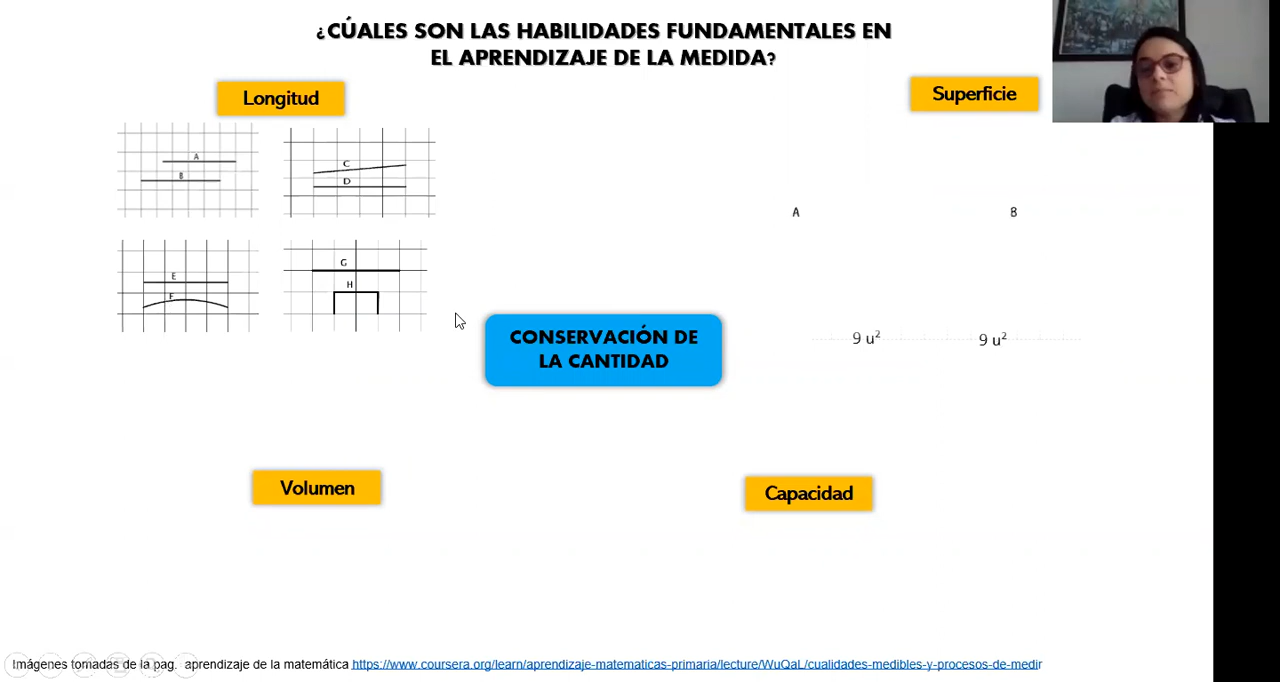 ¿CÚALES SON LAS HABILIDADES FUNDAMENTALES EN
EL APRENDIZAJE DE LA MEDIDA?
Longitud
Superficie
A
B
C
D
E
F
G
H
A B
9 u² 9 u²
CONSERVACIÓN DE
LA CANTIDAD
Volumen
Capacidad
Imágenes tomadas de la pag. aprendizaje de la matemática https://www.coursera.org/learn/aprendizaje-matematicas-primaria/lecture/WuQaL/cualidades-medibles-y-procesos-de-medir